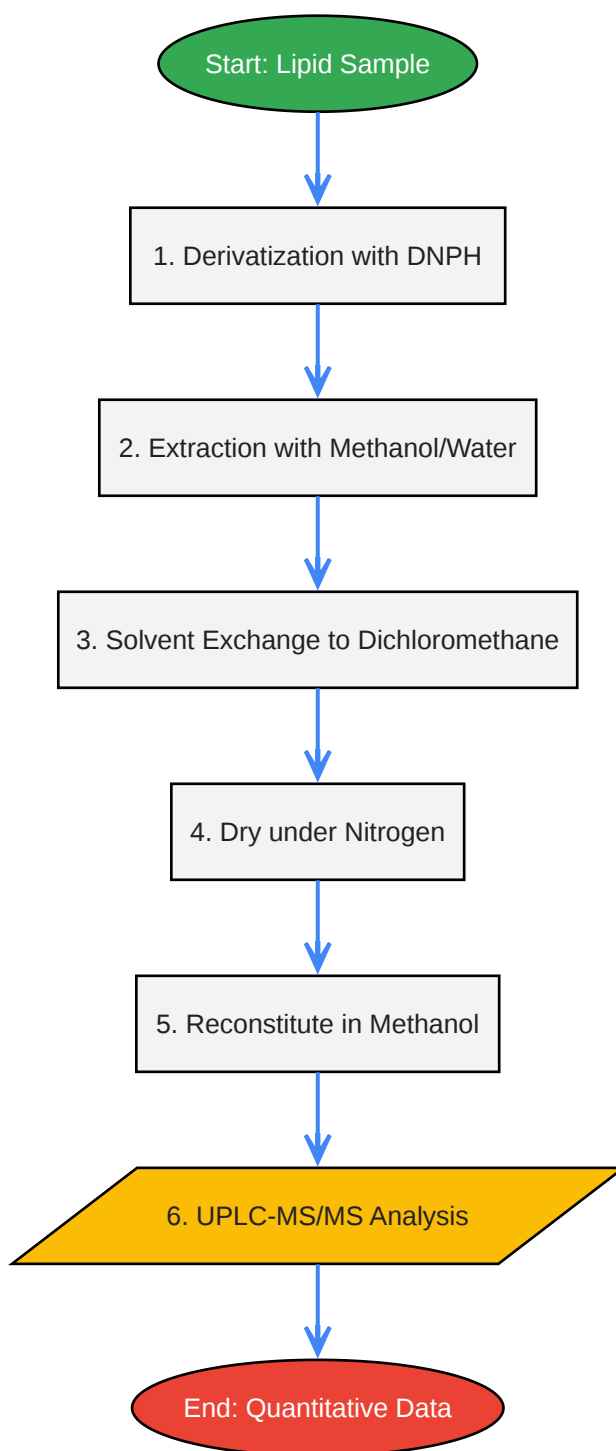 Start: Lipid Sample
1. Derivatization with DNPH
2. Extraction with Methanol/Water
3. Solvent Exchange to Dichloromethane
4. Dry under Nitrogen
5. Reconstitute in Methanol
6. UPLC-MS/MS Analysis
End: Quantitative Data